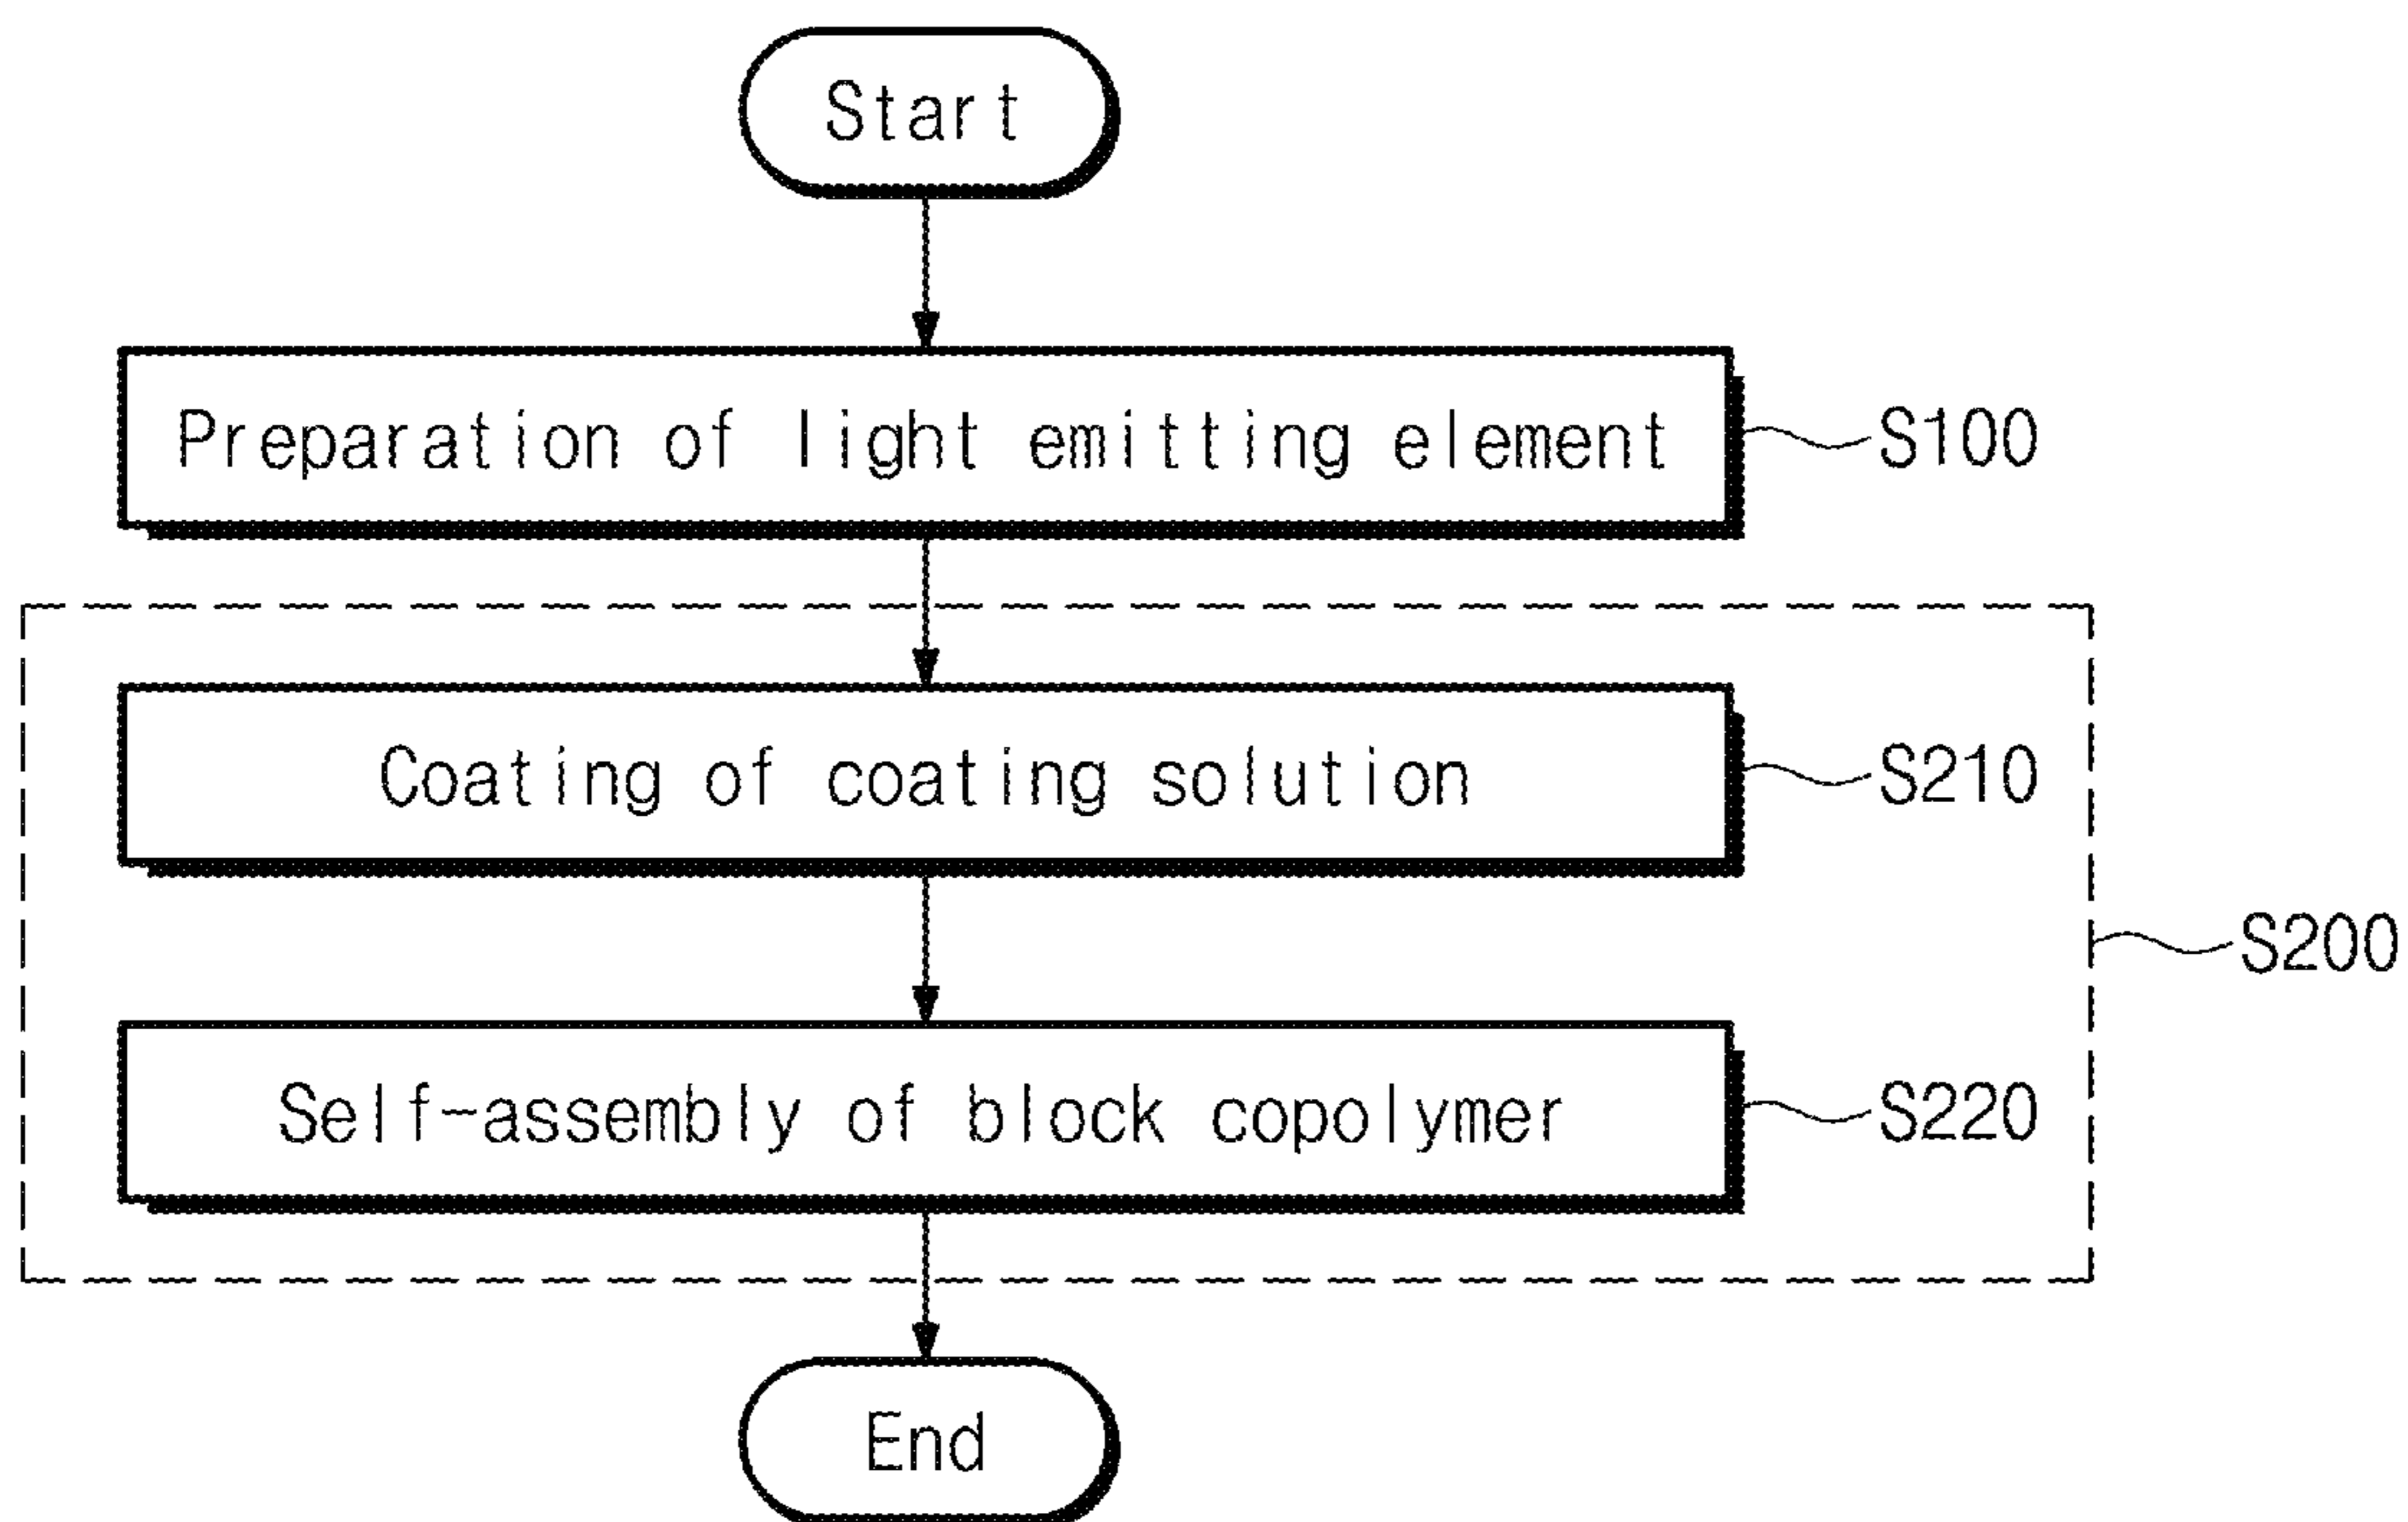 Start
Preparation of light emitting element
S100
Coating of coating solution
S210
S200
Self-assembly of block copolymer
S220
End